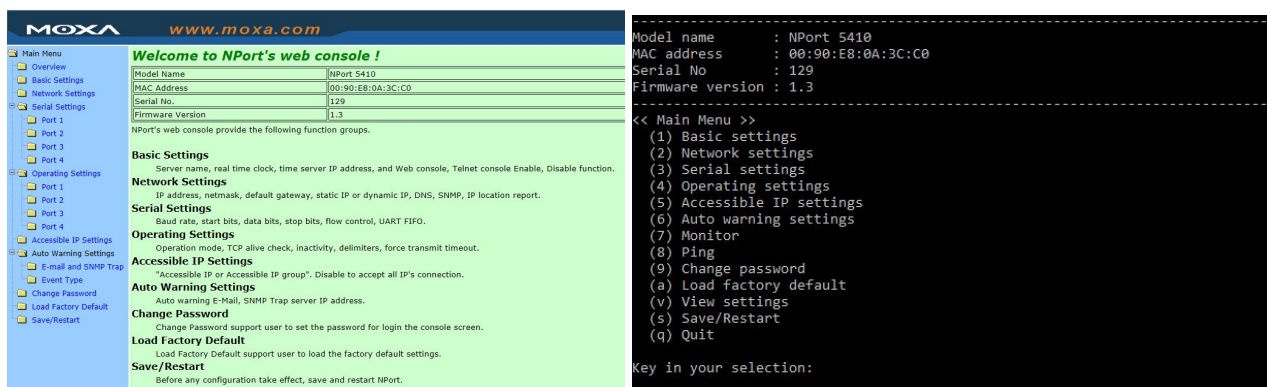 MOXA www.moxa.com
Main Menu
Overview
Basic Settings
Network Settings
Serial Settings
Port 1
Port 2
Port 3
Port 4
Operating Settings
Port 1
Port 2
Port 3
Port 4
Accessible IP Settings
Auto Warning Settings
E-mail and SNMP Trap
Event Type
Change Password
Load Factory Default
Save/Restart
Welcome to NPort's web console !
Model Name NPort 5410
MAC Address 00:90:E8:0A:3C:C0
Serial No. 129
Firmware Version 1.3
NPort's web console provide the following function groups.
Basic Settings
Server name, real time clock, time server IP address, and Web console, Telnet console Enable, Disable function.
Network Settings
IP address, netmask, default gateway, static IP or dynamic IP, DNS, SNMP, IP location report.
Serial Settings
Baud rate, start bits, data bits, stop bits, flow control, UART FIFO.
Operating Settings
Operation mode, TCP alive check, inactivity, delimiters, force transmit timeout.
Accessible IP Settings
"Accessible IP or Accessible IP group". Disable to accept all IP's connection.
Auto Warning Settings
Auto warning E-Mail, SNMP Trap server IP address.
Change Password
Change Password support user to set the password for login the console screen.
Load Factory Default
Load Factory Default support user to load the factory default settings.
Save/Restart
Before any configuration take effect, save and restart NPort.
Model name : NPort 5410
MAC address : 00:90:E8:0A:3C:C0
Serial No : 129
Firmware version : 1.3
<< Main Menu >>
(1) Basic settings
(2) Network settings
(3) Serial settings
(4) Operating settings
(5) Accessible IP settings
(6) Auto warning settings
(7) Monitor
(8) Ping
(9) Change password
(a) Load factory default
(v) View settings
(s) Save/Restart
(q) Quit
Key in your selection: